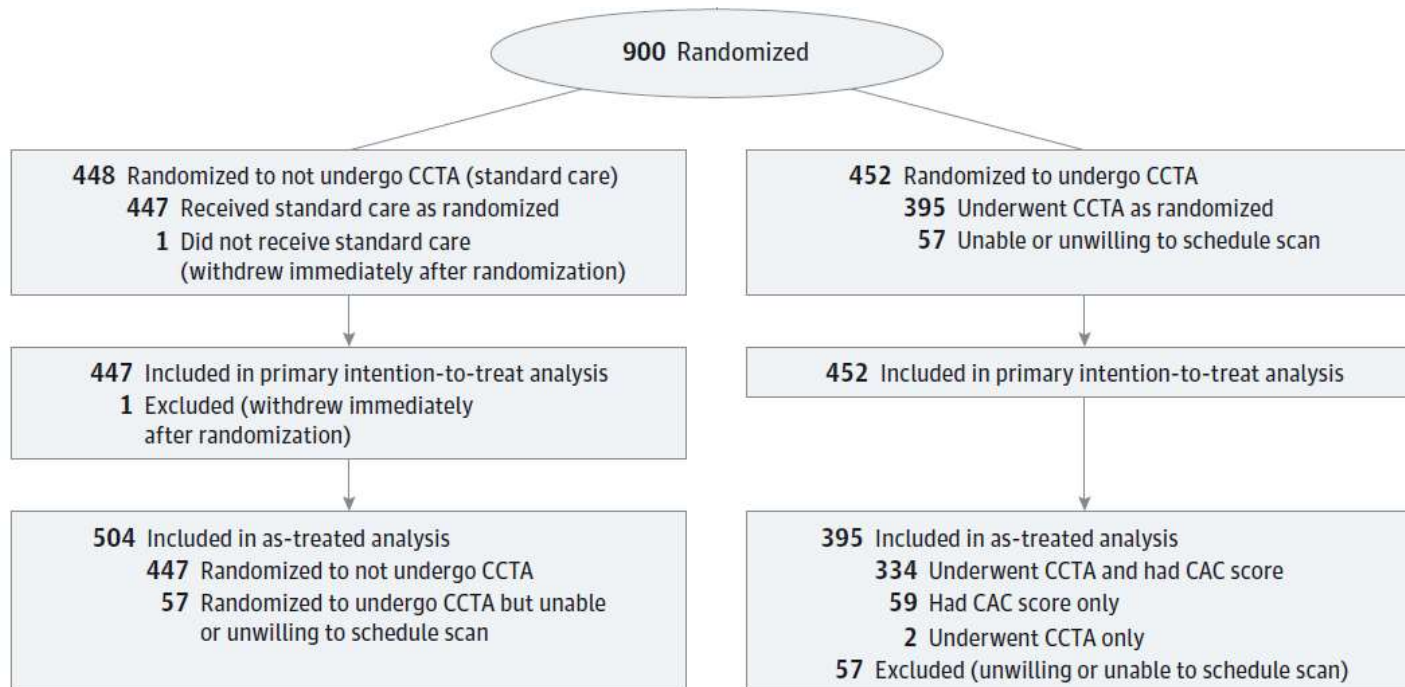 900 Randomized
448 Randomized to not undergo CCTA (standard care)
447 Received standard care as randomized
1 Did not receive standard care
(withdrew immediately after randomization)
452 Randomized to undergo CCTA
395 Underwent CCTA as randomized
57 Unable or unwilling to schedule scan
447 Included in primary intention-to-treat analysis
1 Excluded (withdrew immediately
after randomization)
452 Included in primary intention-to-treat analysis
504 Included in as-treated analysis
447 Randomized to not undergo CCTA
57 Randomized to undergo CCTA but unable
or unwilling to schedule scan
395 Included in as-treated analysis
334 Underwent CCTA and had CAC score
59 Had CAC score only
2 Underwent CCTA only
57 Excluded (unwilling or unable to schedule scan)